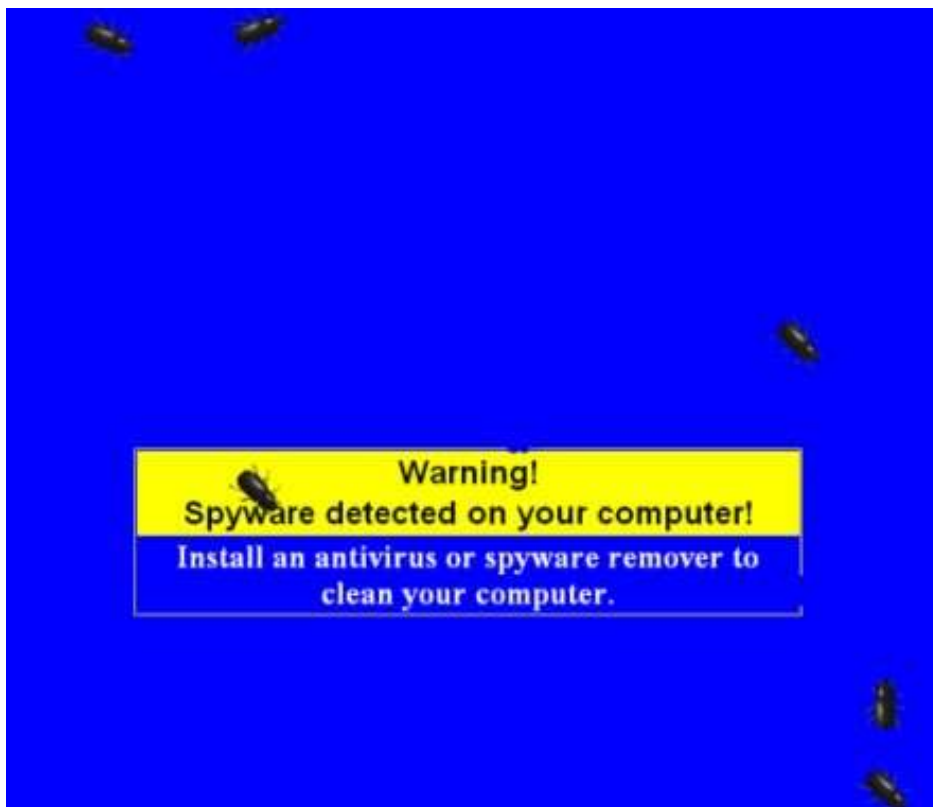 Warning!
Spyware detected on your computer!
Install an antivirus or spyware remover to
clean your computer.